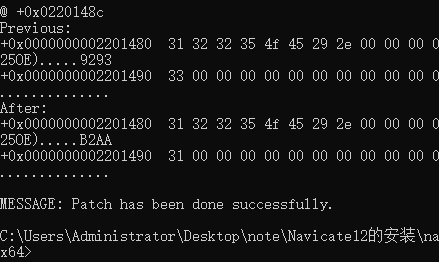 @ +0x0220148c
Previous:
+0x0000000002201480  31 32 32 35 4f 45 29 2e 00 00 00 0
250E).....9293
+0x0000000002201490  33 00 00 00 00 00 00 00 00 00 00 0
..............
After:
+0x0000000002201480  31 32 32 35 4f 45 29 2e 00 00 00 0
250E).....B2AA
+0x0000000002201490  31 00 00 00 00 00 00 00 00 00 00 0
..............
MESSAGE: Patch has been done successfully.
C:\Users\Administrator\Desktop\note\Navicate12的安装\na
x64>